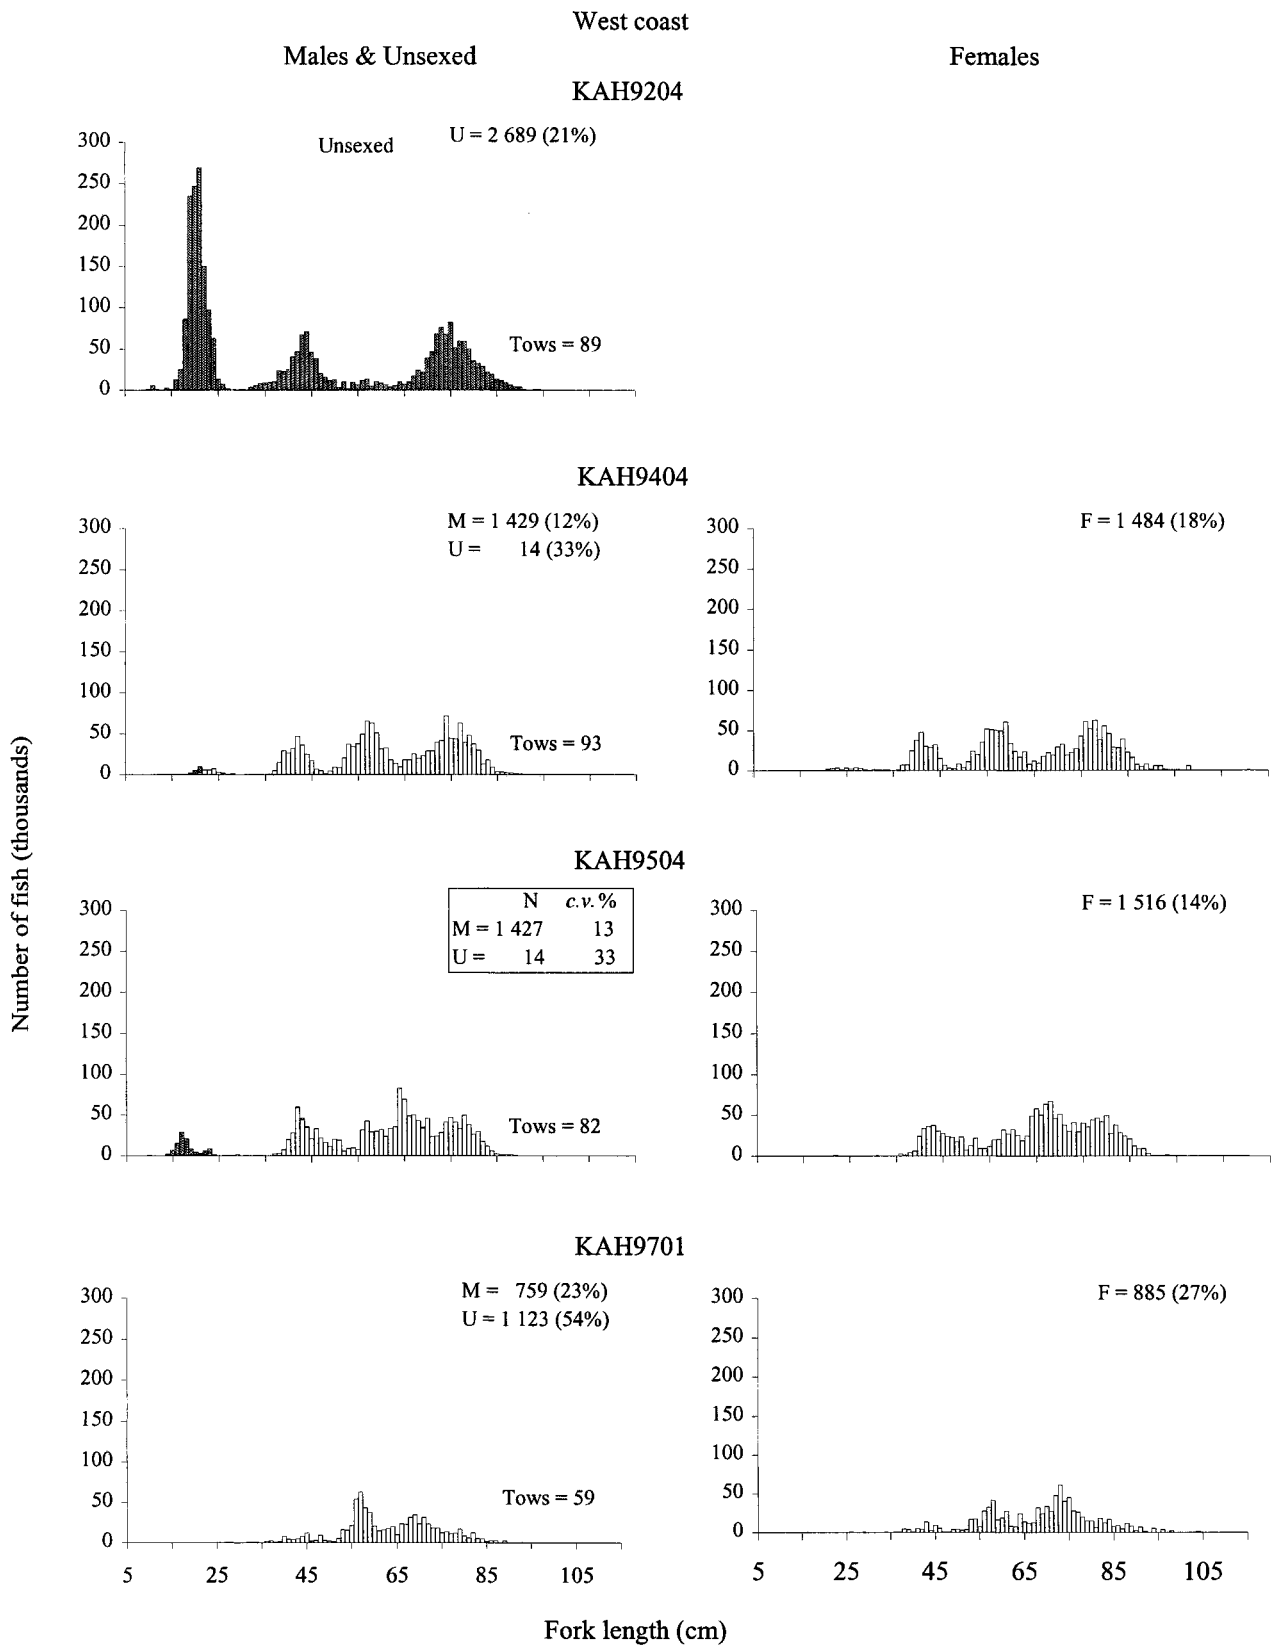 West coast
Males & Unsexed
Females
KAH9204
Unsexed
U = 2 689 (21%)
300
250
200
150
100
50
0
Tows = 89
KAH9404
M = 1 429 (12%)
U = 14 (33%)
300
250
200
150
100
50
0
Tows = 93
F = 1 484 (18%)
300
250
200
150
100
50
0
Number of fish (thousands)
KAH9504
N c.v. %
M = 1 427 13
U = 14 33
300
250
200
150
100
50
0
Tows = 82
F = 1 516 (14%)
300
250
200
150
100
50
0
KAH9701
M = 759 (23%)
U = 1 123 (54%)
300
250
200
150
100
50
0
Tows = 59
5 25 45 65 85 105
F = 885 (27%)
300
250
200
150
100
50
0
5 25 45 65 85 105
Fork length (cm)